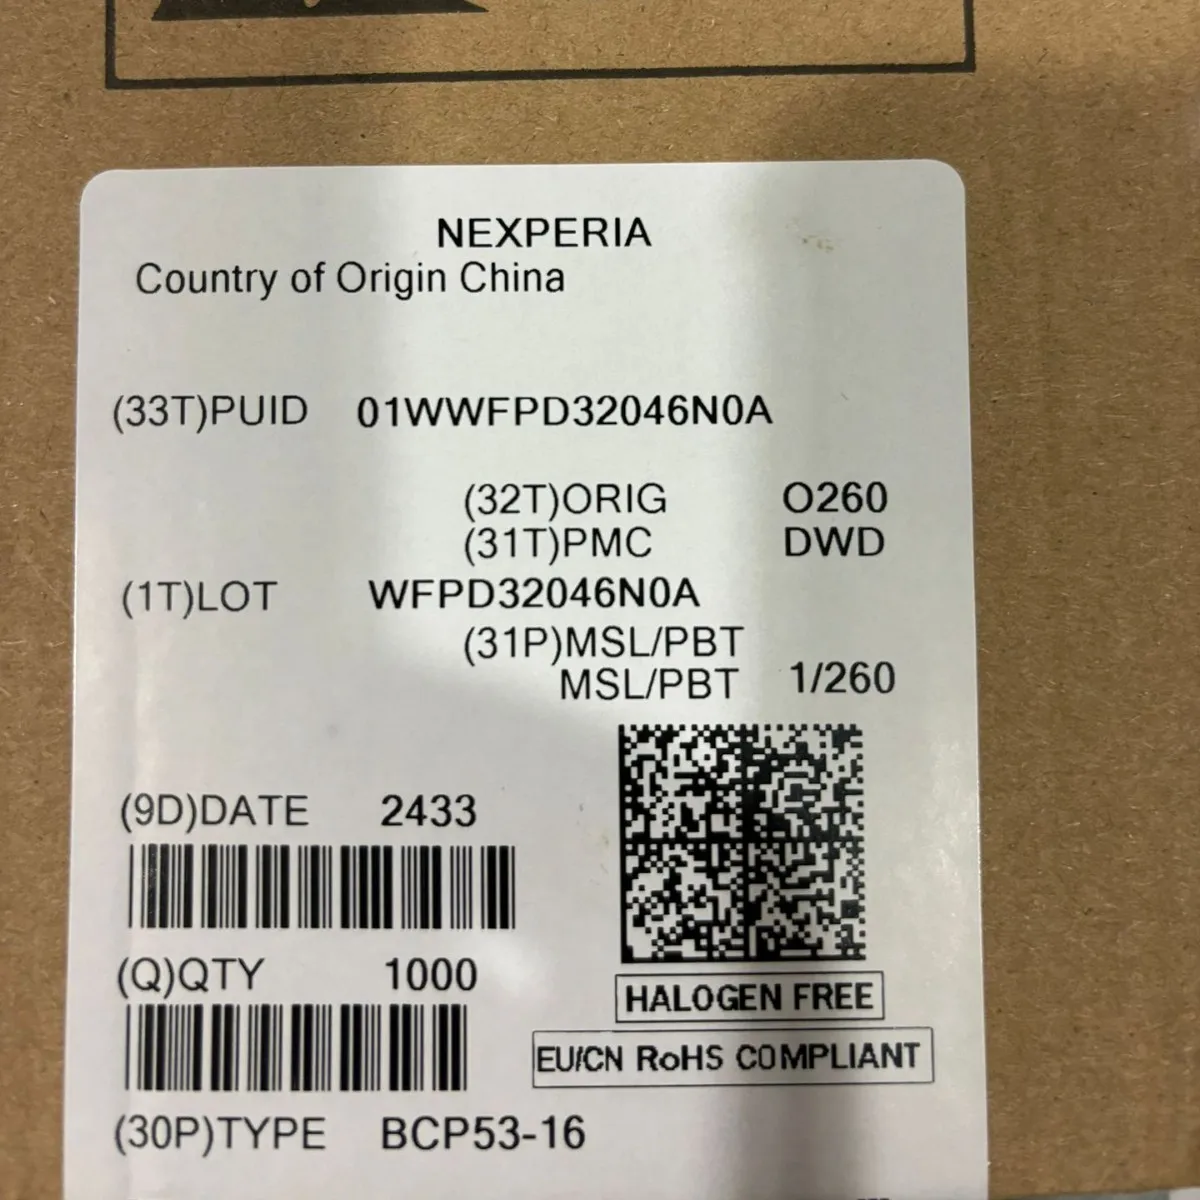 NEXPERIA
Country of Origin China
(33T)PUID 01WWFPD32046N0A
(32T)ORIG O260
(31T)PMC DWD
(1T)LOT WFPD32046N0A
(31P)MSL/PBT
MSL/PBT 1/260
(9D)DATE 2433
(Q)QTY 1000
HALOGEN FREE
EU/CN RoHS COMPLIANT
(30P)TYPE BCP53-16